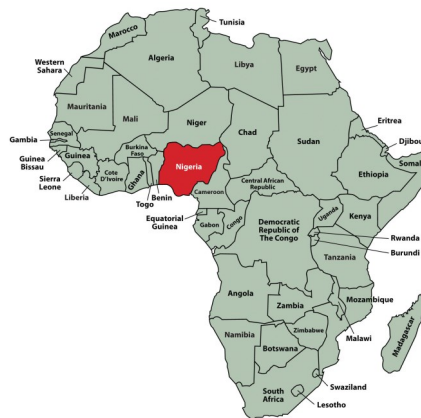 Tunisia
Marocco
Algeria
Libya
Egypt
Western
Sahara
Mauritania
Mali
Niger
Chad
Sudan
Eritrea
Djibou
Somal
Ethiopia
Senegal
Gambia
Guinea
Bissau
Guinea
Sierra
Leone
Liberia
Cote
D'Ivoire
Burkina
Faso
Ghana
Togo
Benin
Nigeria
Cameroon
Central African
Republic
Equatorial
Guinea
Gabon
Congo
Democratic
Republic of
The Congo
Uganda
Kenya
Rwanda
Burundi
Tanzania
Angola
Zambia
Malawi
Mozambique
Zimbabwe
Namibia
Botswana
Madagascar
Swaziland
South
Africa
Lesotho